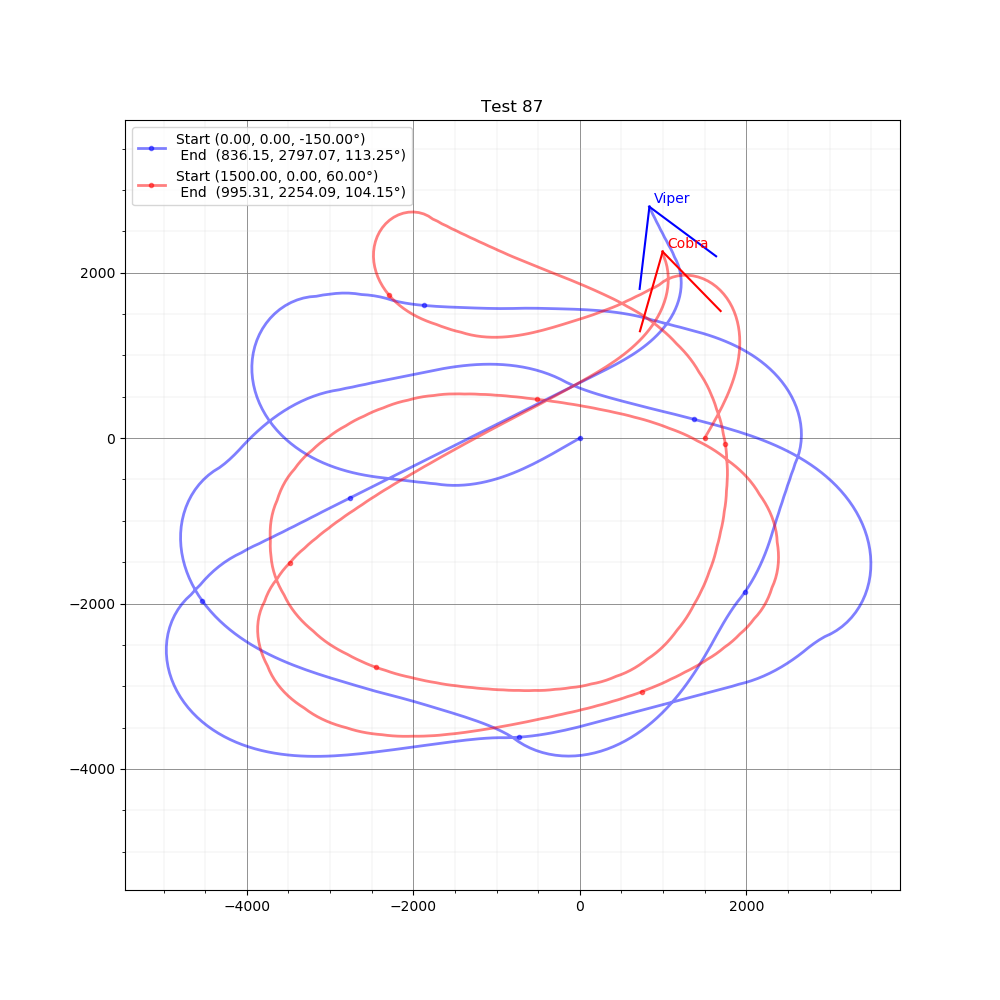 Test 87
Start (0.00, 0.00, -150.00°)
End (836.15, 2797.07, 113.25°)
Start (1500.00, 0.00, 60.00°)
End (995.31, 2254.09, 104.15°)
Viper
Cobra
2000
0
−2000
−4000
−4000
−2000
0
2000